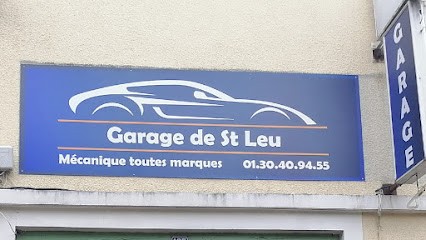 Garage de St Leu
Mécanique toutes marques 01.30.40.94.55
GARAGE